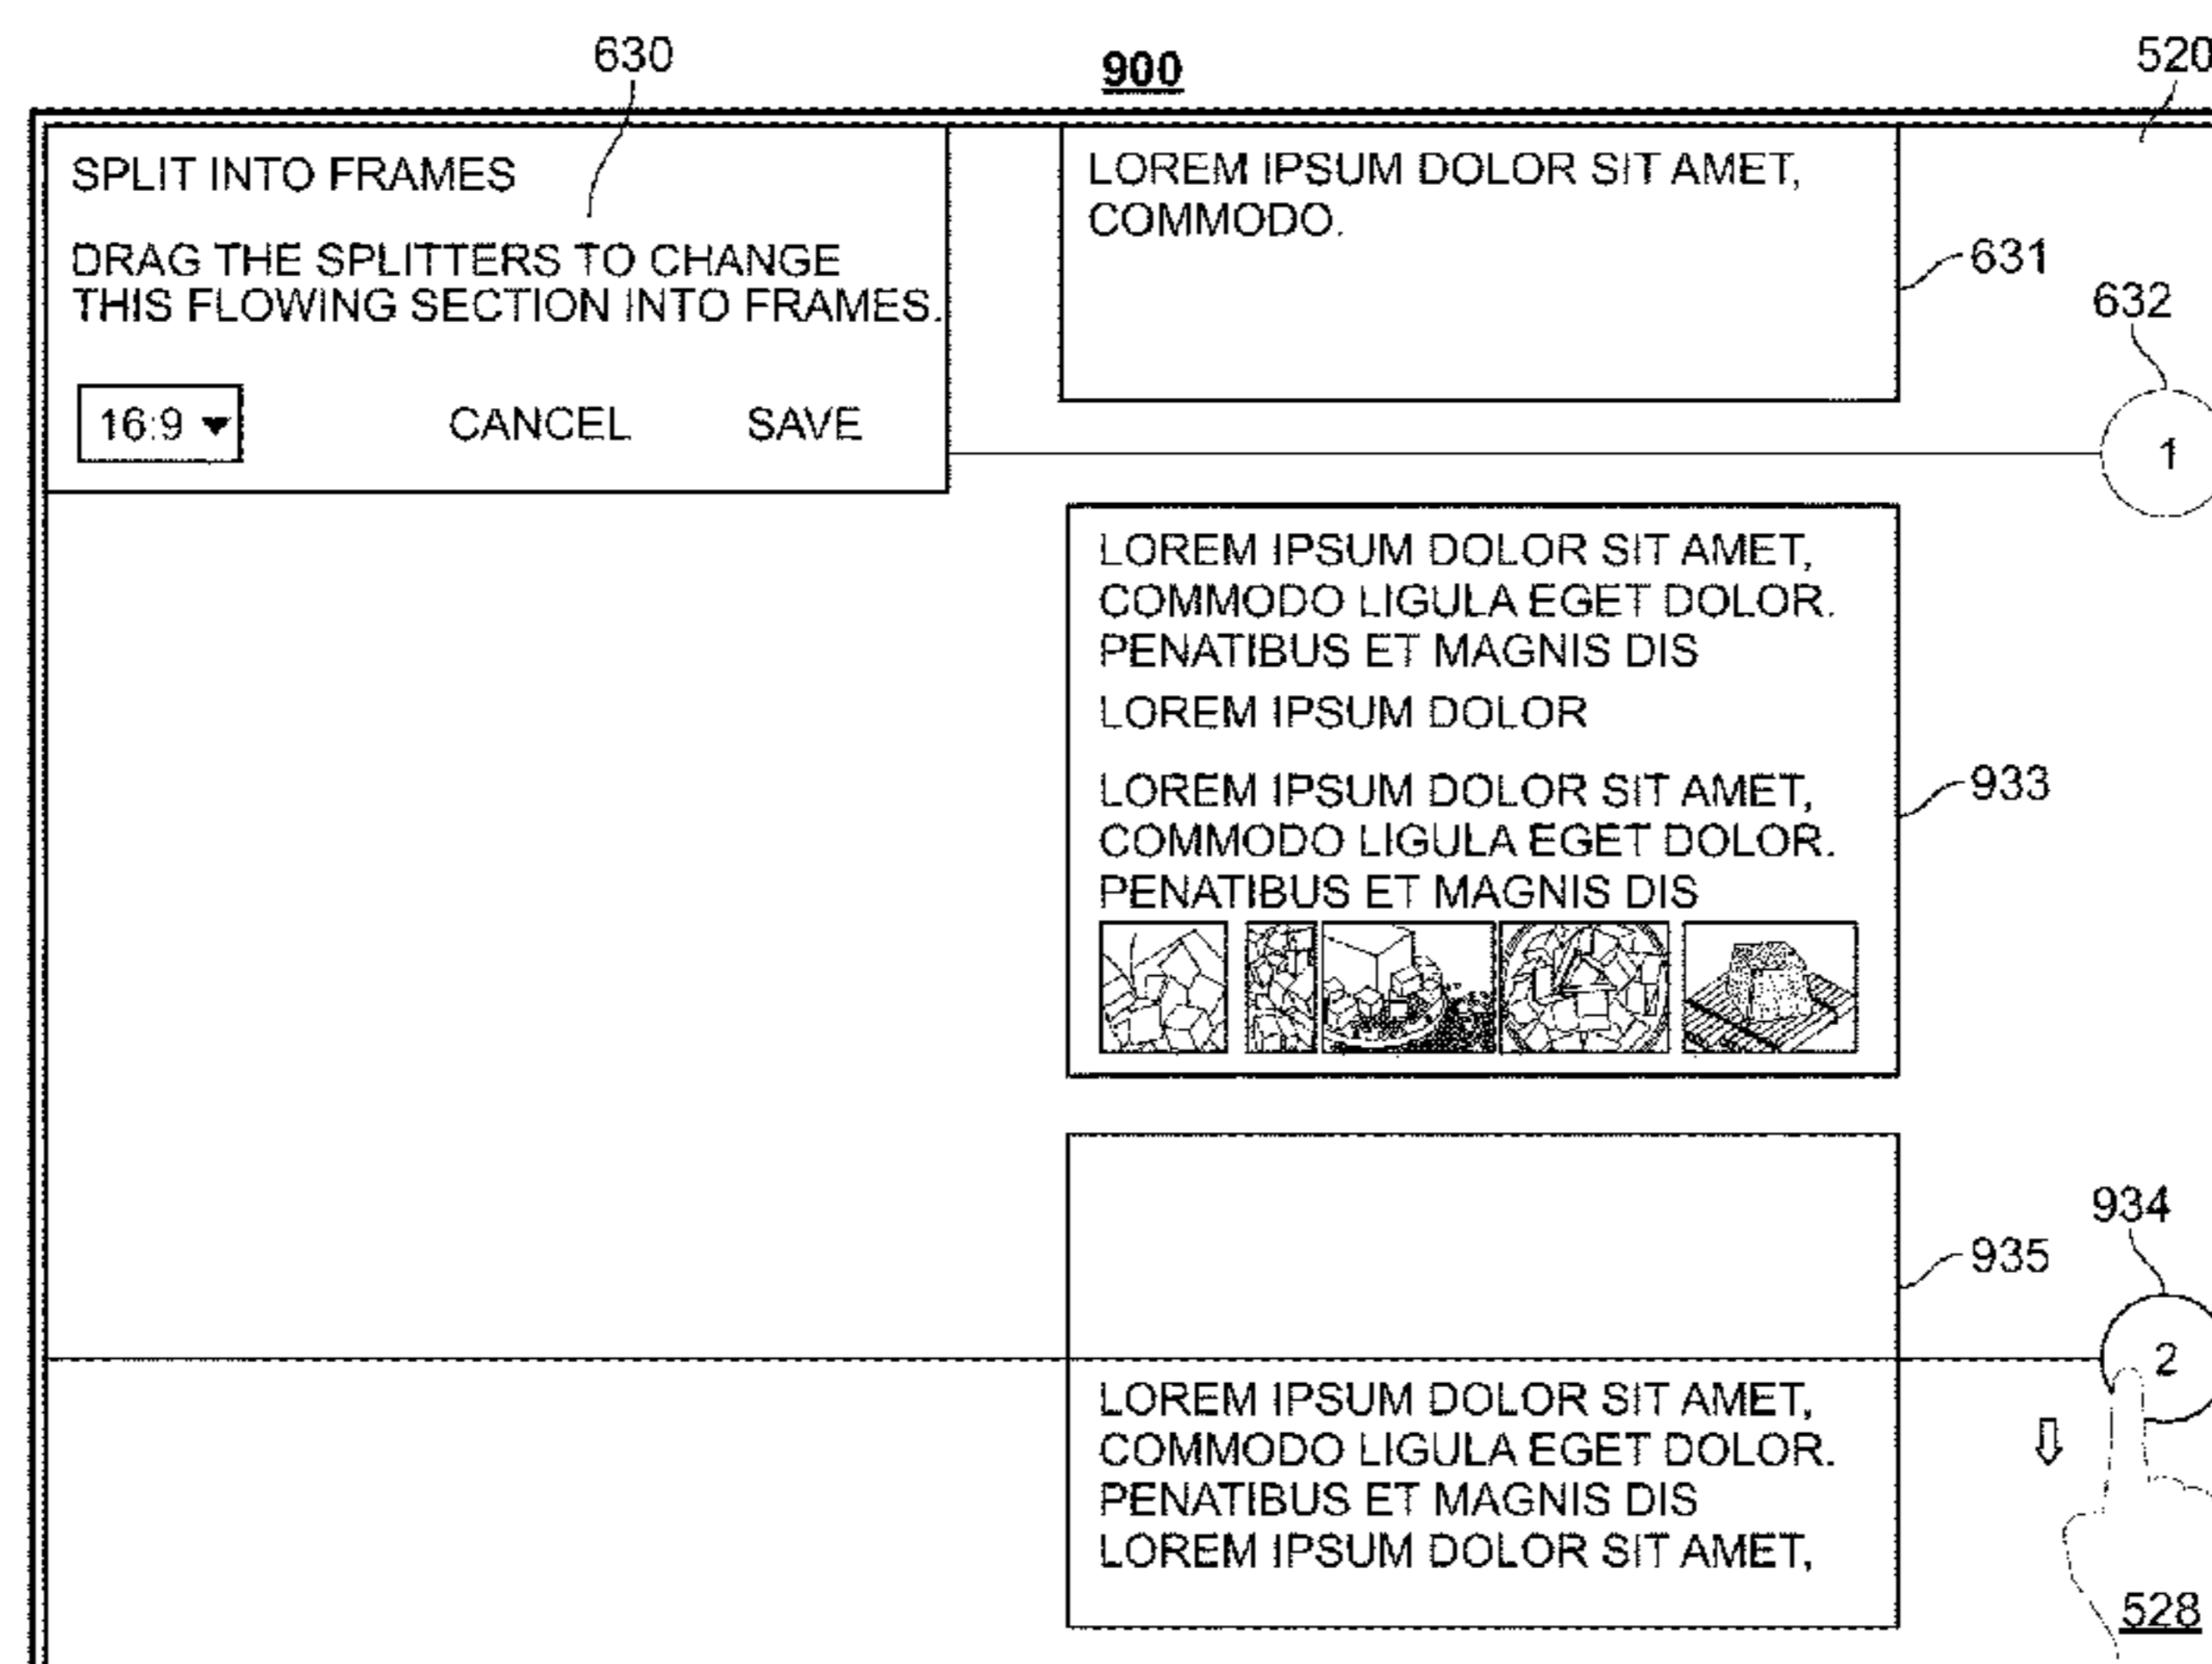 630
900
520
SPLIT INTO FRAMES
DRAG THE SPLITTERS TO CHANGE
THIS FLOWING SECTION INTO FRAMES.
16:9
CANCEL
SAVE
LOREM IPSUM DOLOR SIT AMET,
COMMODO.
631
632
1
LOREM IPSUM DOLOR SIT AMET,
COMMODO LIGULA EGET DOLOR.
PENATIBUS ET MAGNIS DIS
LOREM IPSUM DOLOR
LOREM IPSUM DOLOR SIT AMET,
COMMODO LIGULA EGET DOLOR.
PENATIBUS ET MAGNIS DIS
933
934
935
2
LOREM IPSUM DOLOR SIT AMET,
COMMODO LIGULA EGET DOLOR.
PENATIBUS ET MAGNIS DIS
LOREM IPSUM DOLOR SIT AMET,
528